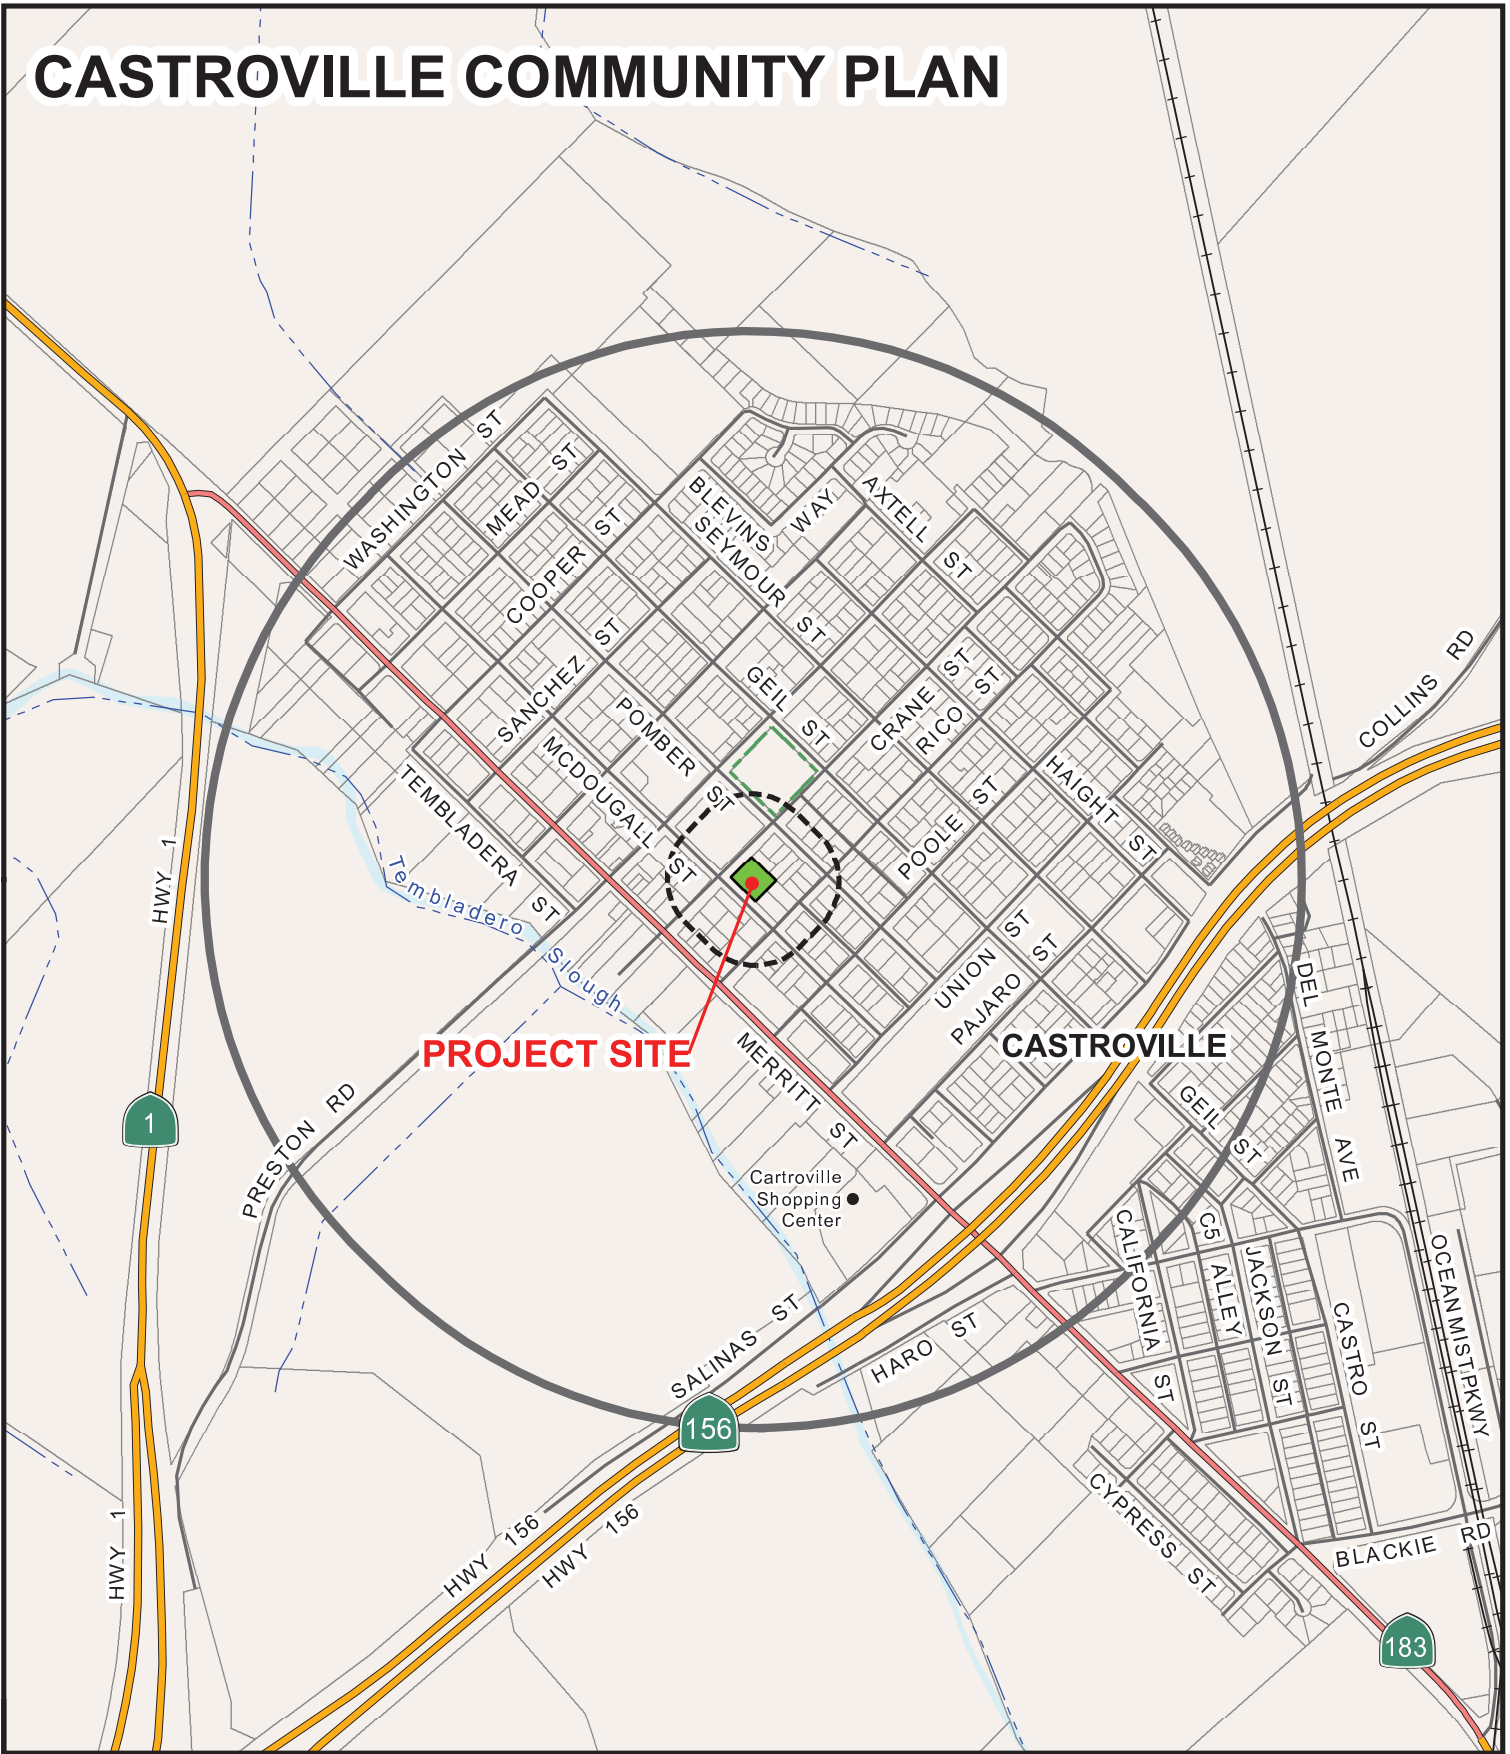 CASTROVILLE COMMUNITY PLAN
WASHINGTON ST
MEAD ST
COOPER ST
BLEVINS WAY
AXTELL ST
SEYMOUR ST
SANCHEZ ST
POMBER ST
GEIL ST
CRANE ST
RICO ST
COLLINS RD
MCDOUGALL ST
TEMBLADERA ST
HAIGHT ST
POOLE ST
HWY 1
Tembladero Slough
UNION ST
PAJARO ST
DEL MONTE AVE
PROJECT SITE
CASTROVILLE
MERRITT ST
1
PRESTON RD
GEIL ST
Cartroville
Shopping
Center
CALIFORNIA ST
C5 ALLEY
JACKSON ST
CASTRO ST
OCEAN MIST PKWY
SALINAS ST
HARO ST
156
HWY 156
HWY 156
HWY 1
CYPRESS ST
BLACKIE RD
183